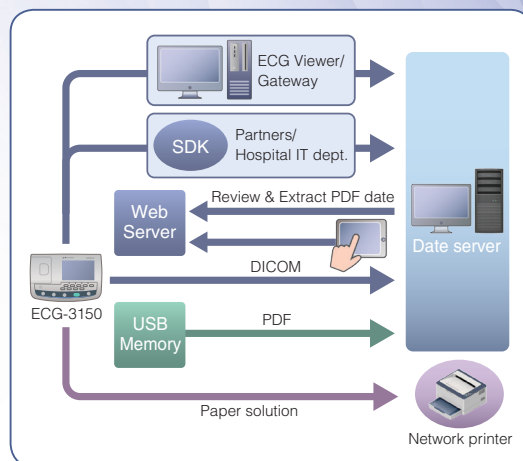 ECG Viewer/
Gateway
SDK
Partners/
Hospital IT dept.
Review & Extract PDF date
Web
Server
Date server
DICOM
ECG-3150
USB
Memory
PDF
Paper solution
Network printer